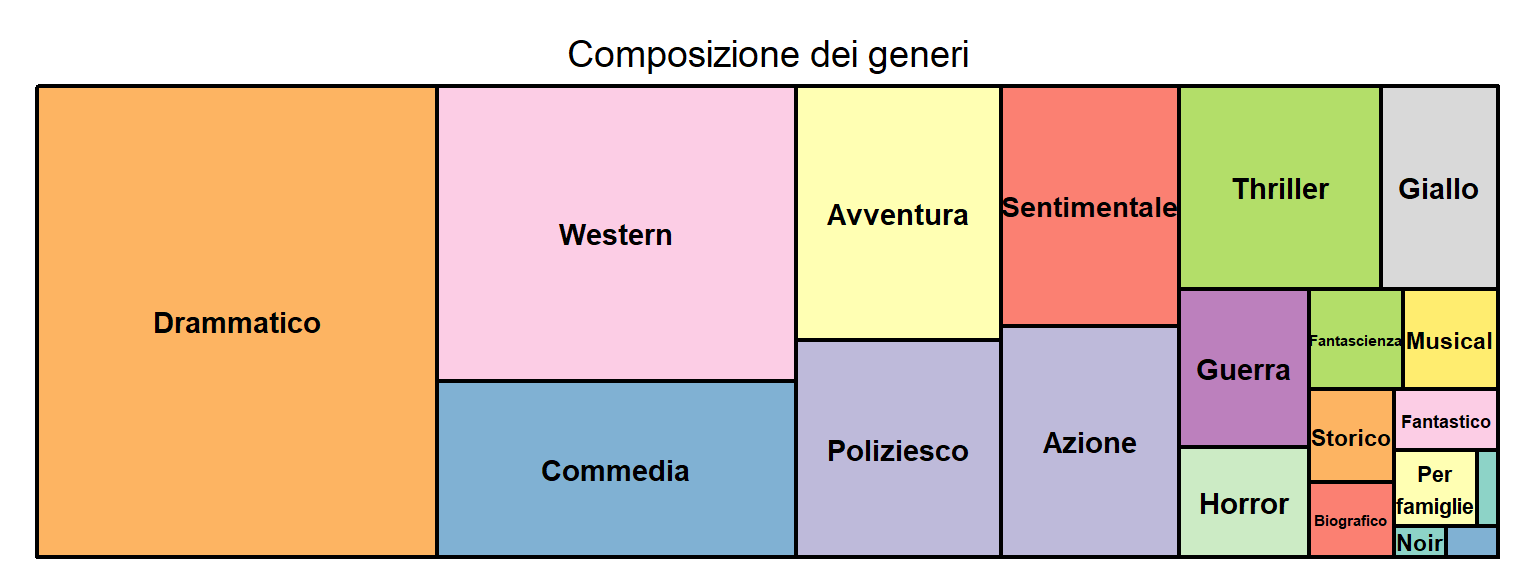 Composizione dei generi
Drammatico
Western
Commedia
Avventura
Poliziesco
Sentimentale
Azione
Thriller
Giallo
Guerra
Horror
Fantascienza
Musical
Storico
Biografico
Fantastico
Per
famiglie
Noir